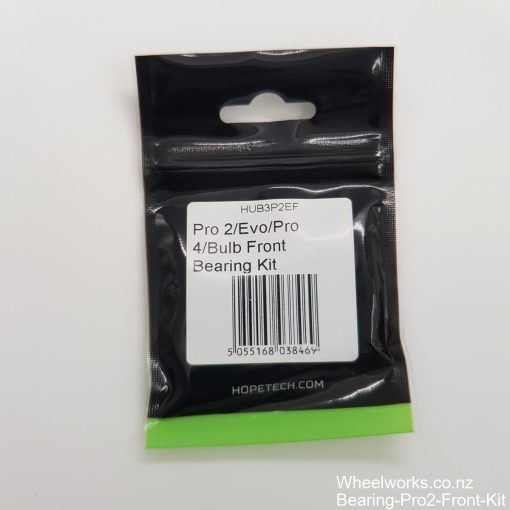 HUB3P2EF
Pro 2/Evo/Pro
4/Bulb Front
Bearing Kit
5 055168 038469
HOPETECH.COM
Wheelworks.co.nz
Bearing-Pro2-Front-Kit